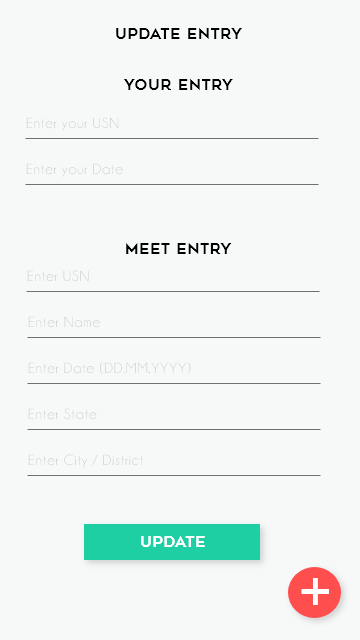 UPDATE ENTRY
YOUR ENTRY
Enter your USN
Enter your Date
MEET ENTRY
Enter USN
Enter Name
Enter Date (DD.MM.YYYY)
Enter State
Enter City / District
UPDATE
+